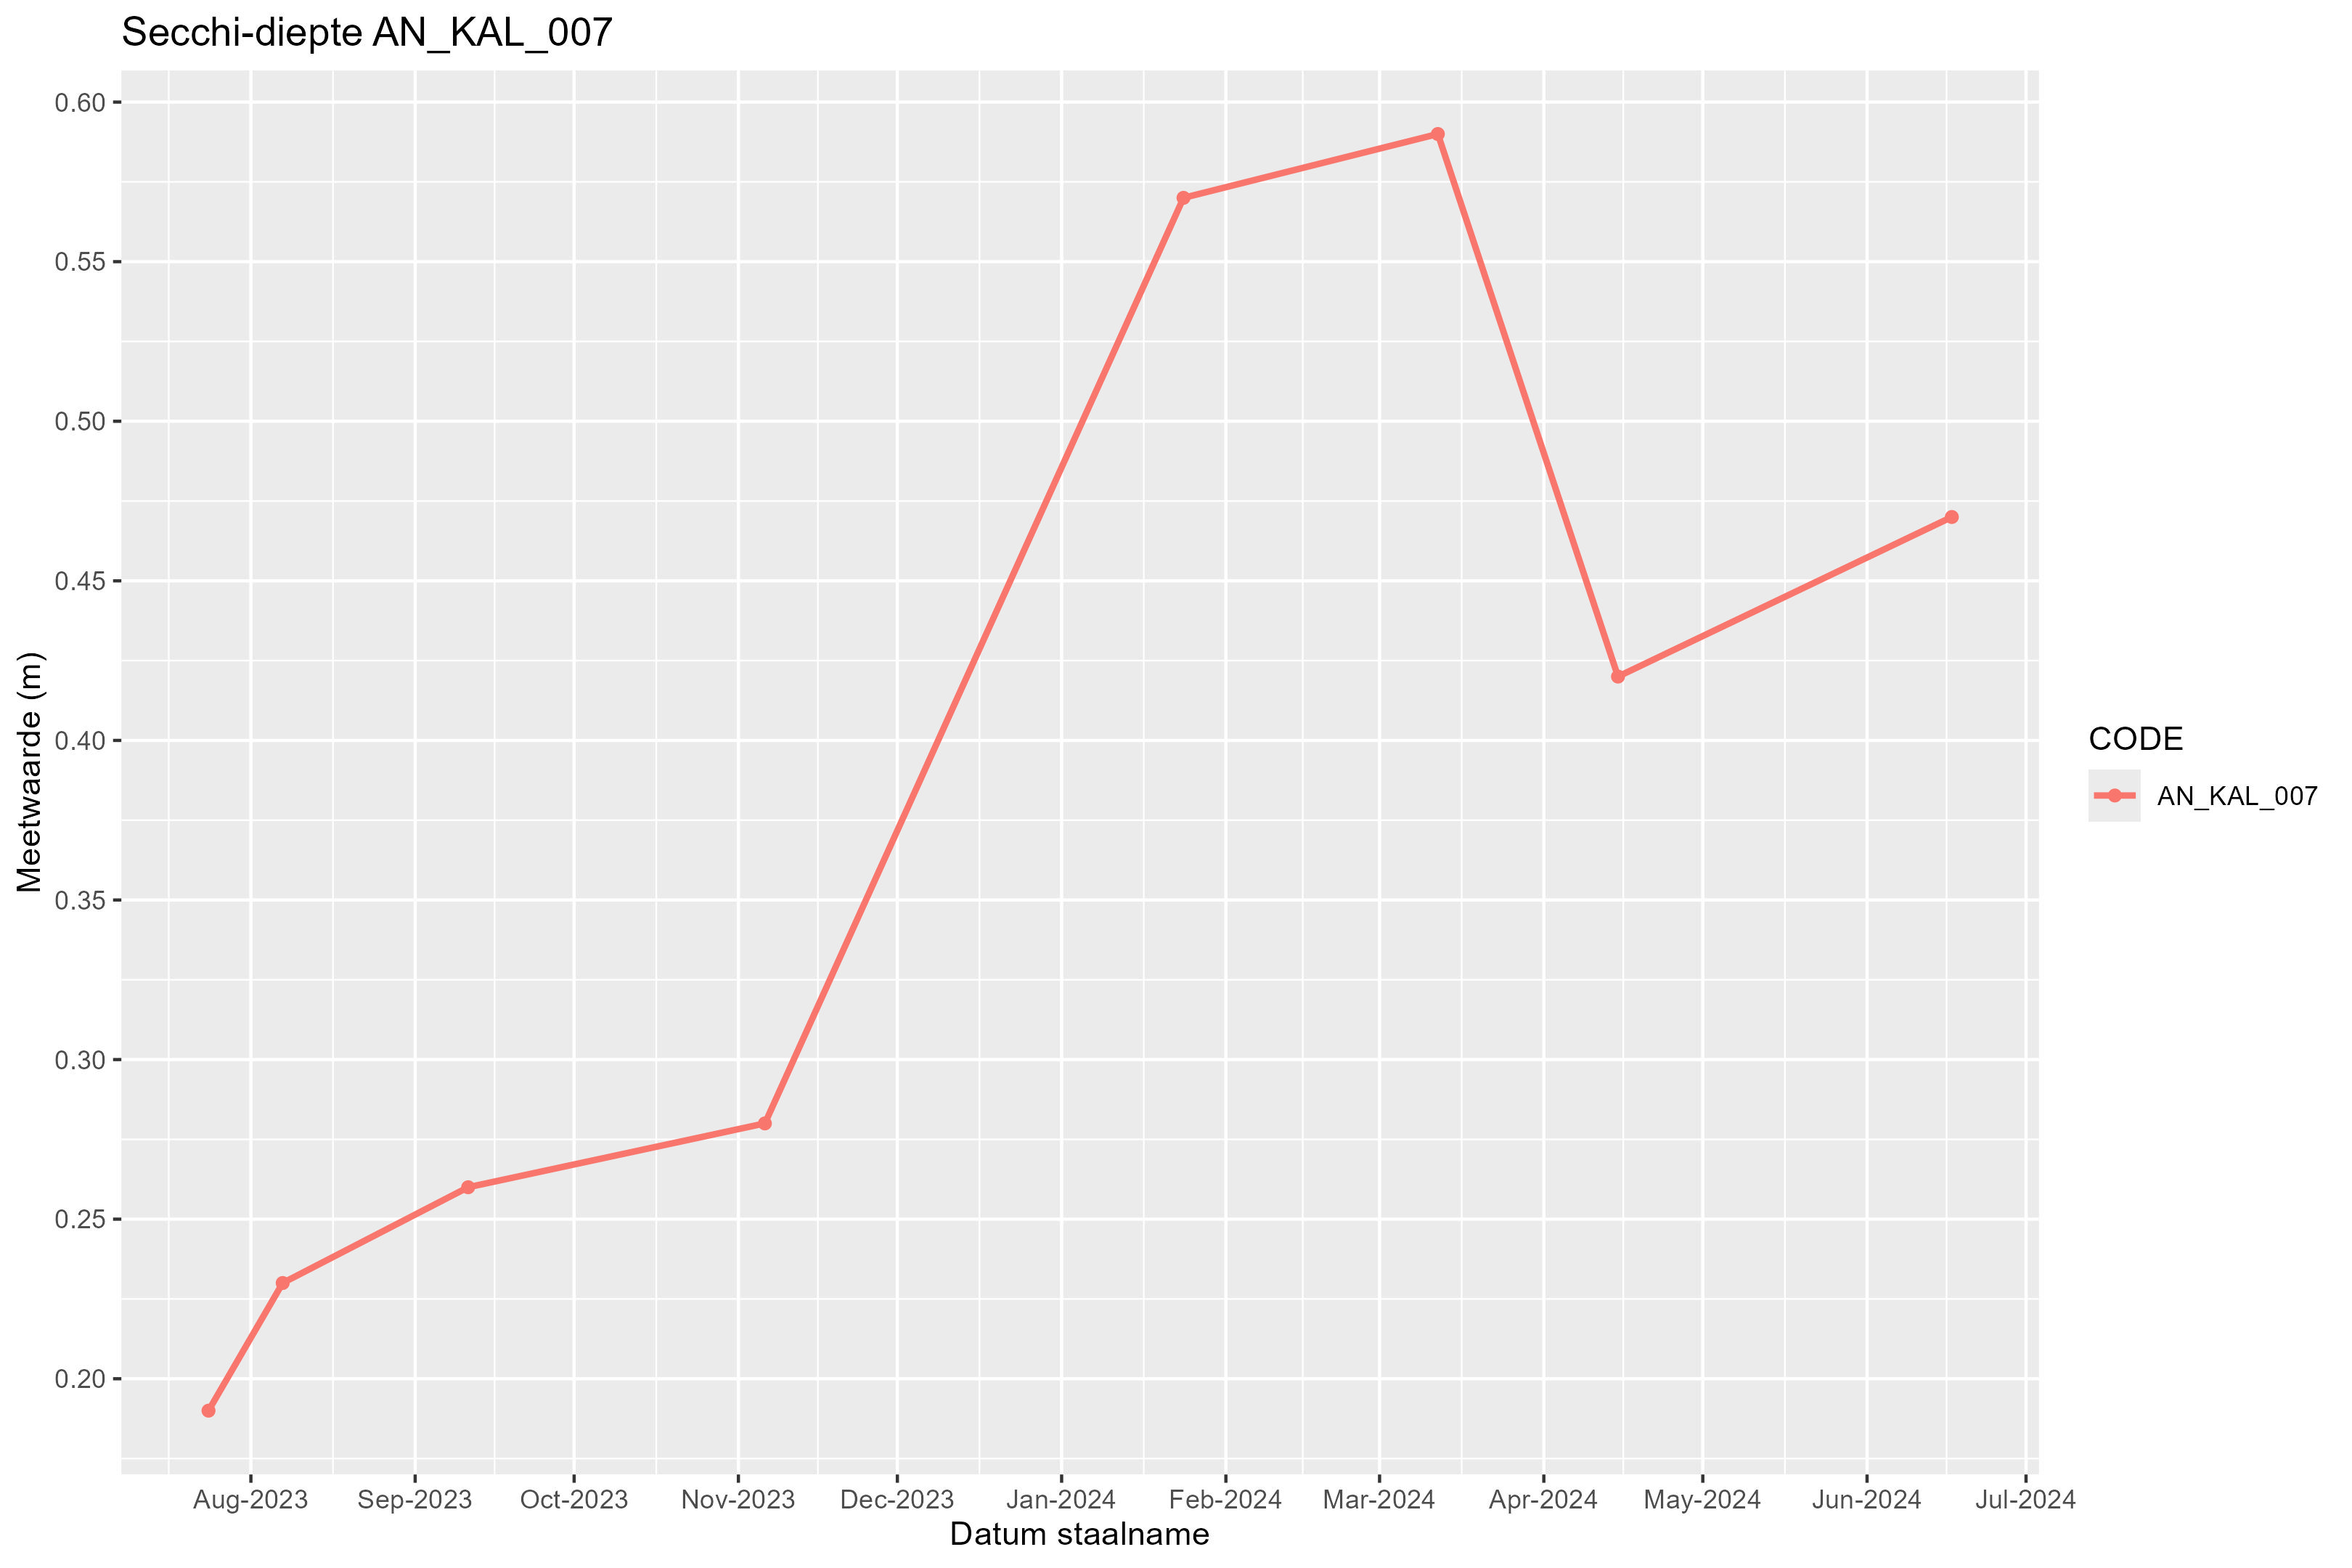 Secchi-diepte AN_KAL_007
0.60
0.55
0.50
0.45
0.40
0.35
0.30
0.25
0.20
Meetwaarde (m)
Aug-2023
Sep-2023
Oct-2023
Nov-2023
Dec-2023
Jan-2024
Feb-2024
Mar-2024
Apr-2024
May-2024
Jun-2024
Jul-2024
Datum staalname
CODE
AN_KAL_007